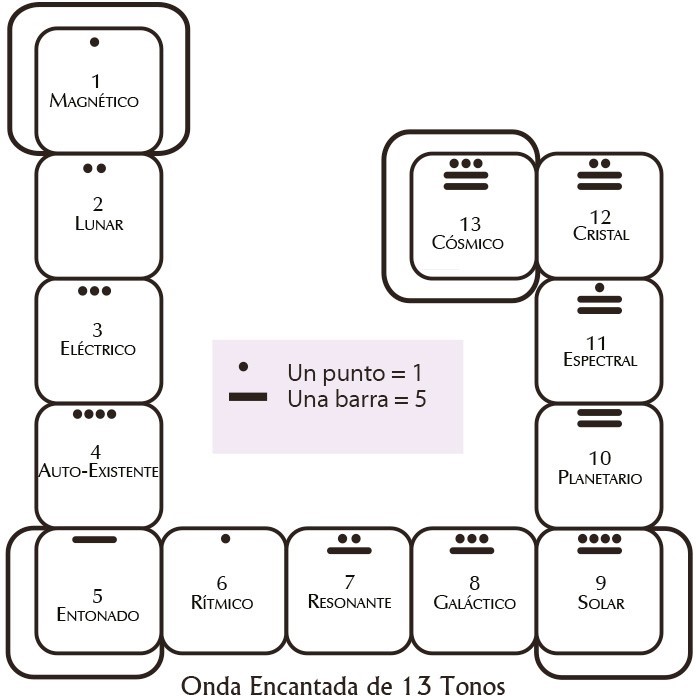 1
Magnético
2
Lunar
3
Eléctrico
4
Auto-Existente
5
Entonado
6
Rítmico
7
Resonante
8
Galáctico
9
Solar
10
Planetario
11
Espectral
12
Cristal
13
Cósmico
Un punto = 1
Una barra = 5
Onda Encantada de 13 Tonos